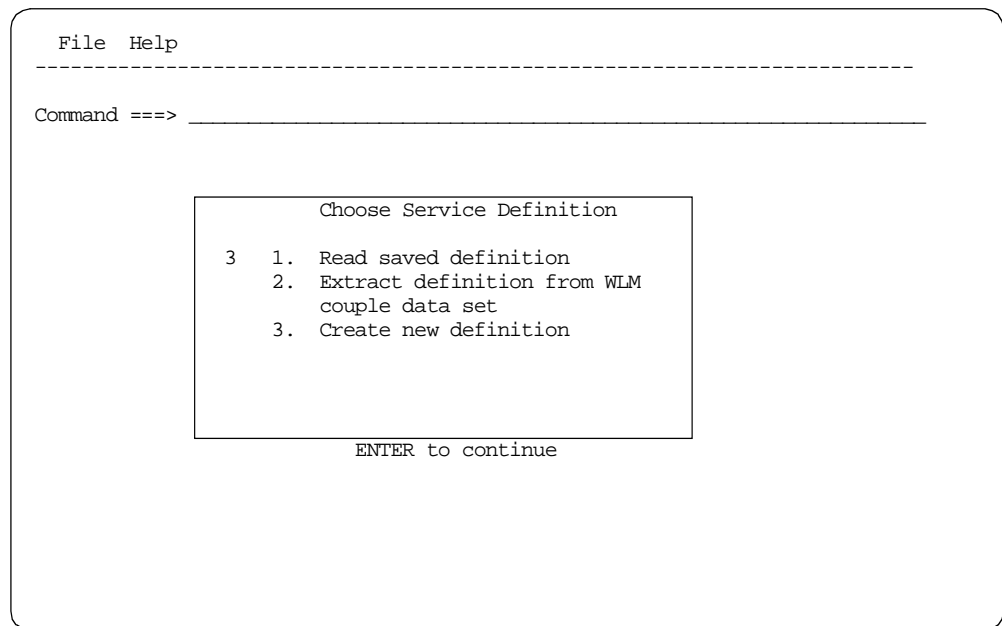 File Help
---------------------------------------------------------------------------
Command ===> ______________________________________________________________
Choose Service Definition
3 1. Read saved definition
2. Extract definition from WLM
couple data set
3. Create new definition
ENTER to continue